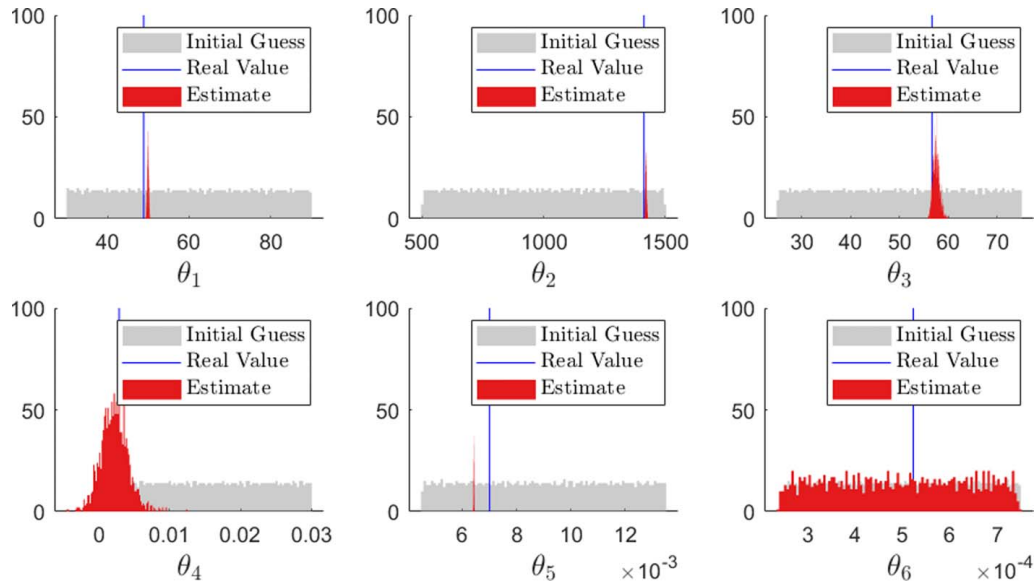 100
50
0
Initial Guess
Real Value
Estimate
40 60 80
θ1
100
50
0
Initial Guess
Real Value
Estimate
500 1000 1500
θ2
100
50
0
Initial Guess
Real Value
Estimate
30 40 50 60 70
θ3
100
50
0
Initial Guess
Real Value
Estimate
0 0.01 0.02 0.03
θ4
100
50
0
Initial Guess
Real Value
Estimate
6 8 10 12
θ5 ×10-3
100
50
0
Initial Guess
Real Value
Estimate
3 4 5 6 7
θ6 ×10-4